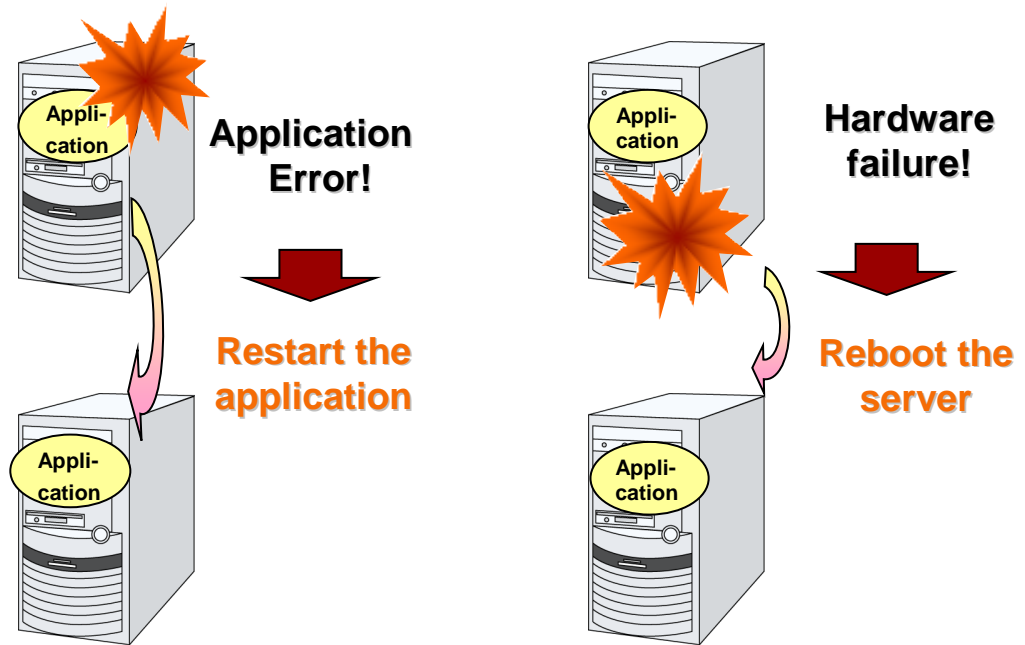 Appli-
cation
Application
Error!
Restart the
application
Appli-
cation
Appli-
cation
Hardware
failure!
Reboot the
server
Appli-
cation